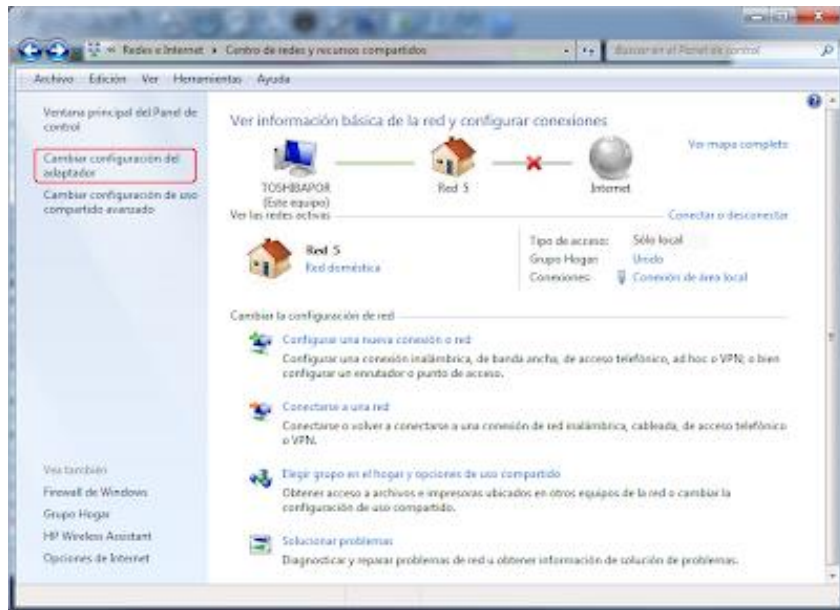 Redes e Internet ▸ Centro de redes y recursos compartidos
Buscar en el Panel de control
Archivo Edición Ver Herramientas Ayuda
Ventana principal del Panel de
control
Cambiar configuración del
adaptador
Cambiar configuración de uso
compartido avanzado
Vea también
Firewall de Windows
Grupo Hogar
HP Wireless Assistant
Opciones de Internet
Ver información básica de la red y configurar conexiones
Ver mapa completo
TOSHIBAPOR
(Este equipo)
Red 5
Internet
Ver las redes activas
Conectar o desconectar
Red 5
Red doméstica
Tipo de acceso: Sólo local
Grupo Hogar: Unido
Conexiones: Conexión de área local
Cambiar la configuración de red
Configurar una nueva conexión o red
Configurar una conexión inalámbrica, de banda ancha, de acceso telefónico, ad hoc o VPN; o bien
configurar un enrutador o punto de acceso.
Conectarse a una red
Conectarse o volver a conectarse a una conexión de red inalámbrica, cableada, de acceso telefónico
o VPN.
Elegir grupo en el hogar y opciones de uso compartido
Obtener acceso a archivos e impresoras ubicados en otros equipos de la red o cambiar la
configuración de uso compartido.
Solucionar problemas
Diagnosticar y reparar problemas de red u obtener información de solución de problemas.